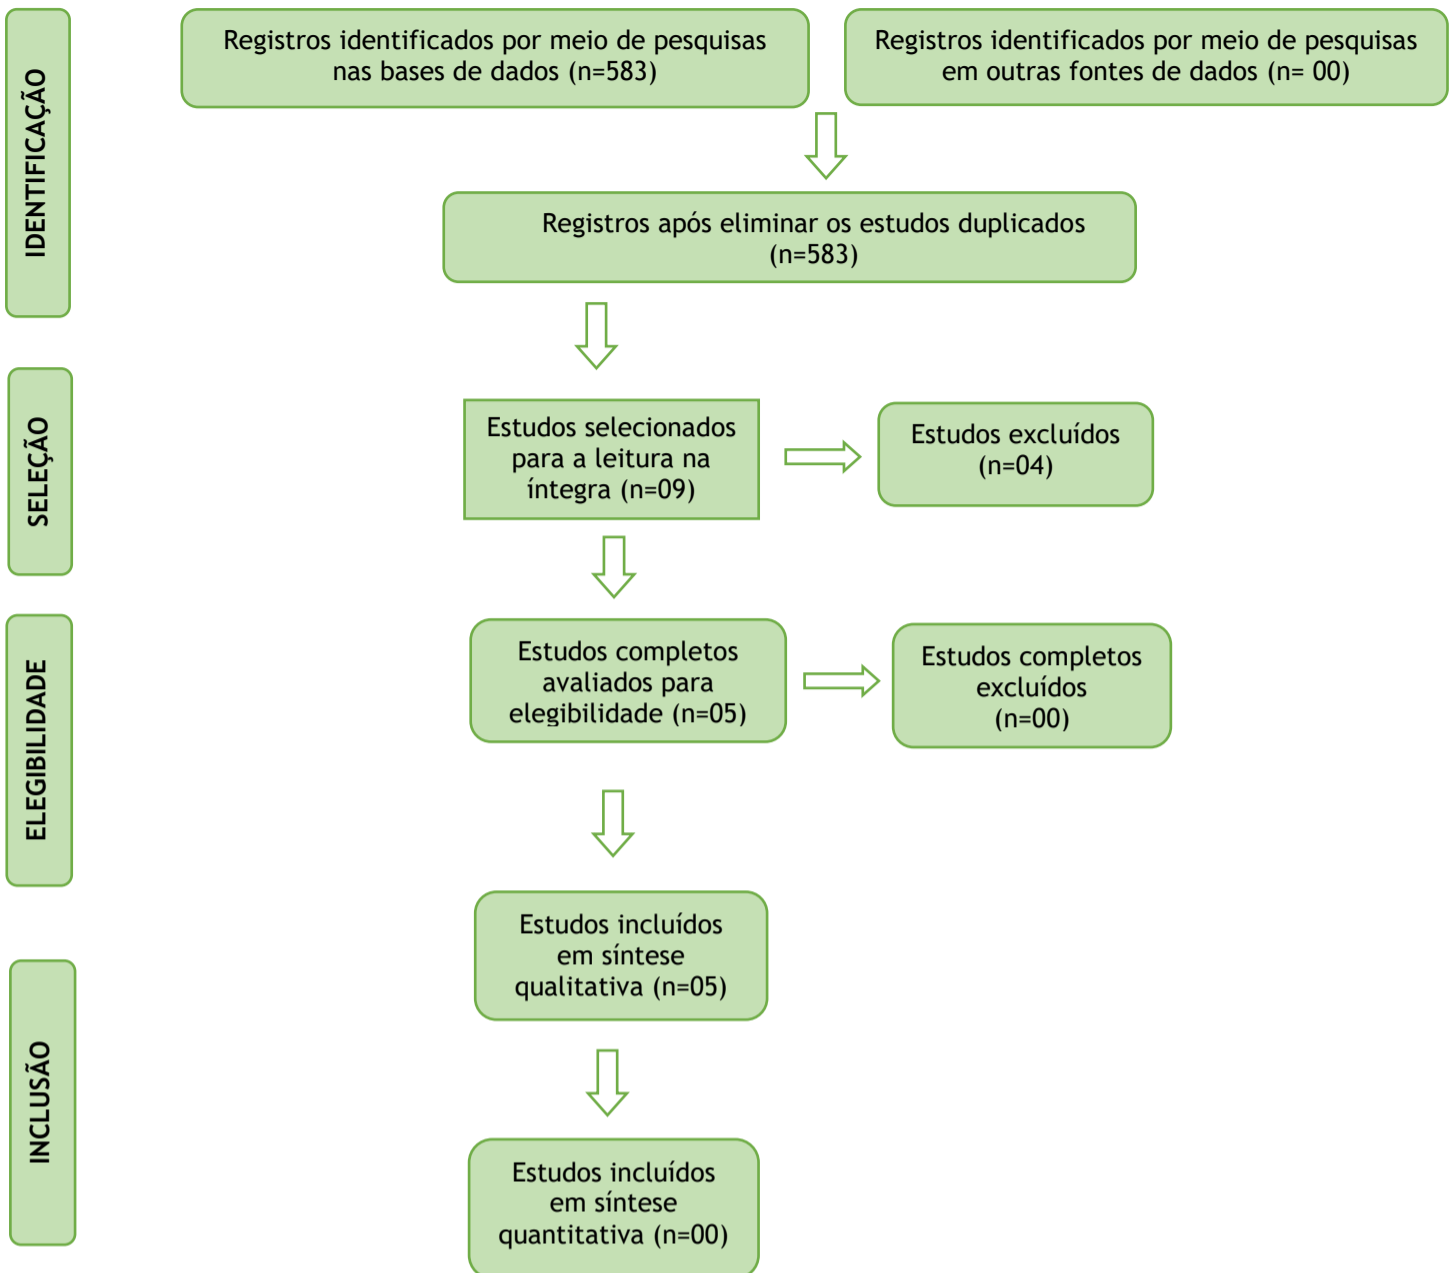 IDENTIFICAÇÃO
Registros identificados por meio de pesquisas
nas bases de dados (n=583)
Registros identificados por meio de pesquisas
em outras fontes de dados (n= 00)
Registros após eliminar os estudos duplicados
(n=583)
SELEÇÃO
Estudos selecionados
para a leitura na
íntegra (n=09)
Estudos excluídos
(n=04)
ELEGIBILIDADE
Estudos completos
avaliados para
elegibilidade (n=05)
Estudos completos
excluídos
(n=00)
INCLUSÃO
Estudos incluídos
em síntese
qualitativa (n=05)
Estudos incluídos
em síntese
quantitativa (n=00)